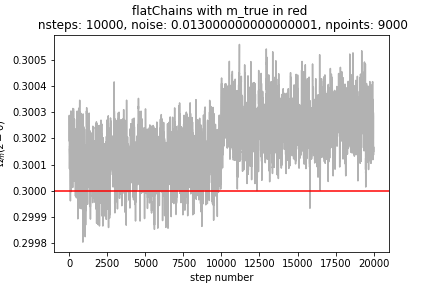 flatChains with m_true in red
nsteps: 10000, noise: 0.013000000000000001, npoints: 9000
0.3005
0.3004
0.3003
0.3002
0.3001
0.3000
0.2999
0.2998
0 2500 5000 7500 10000 12500 15000 17500 20000
step number